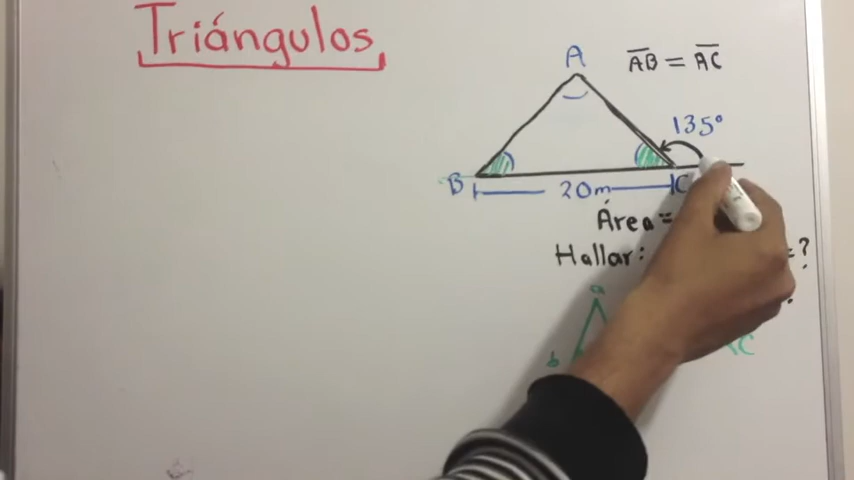 Triángulos
A
AB = AC
135°
B
20m
C
Área =
Hallar: = ?
a
b
C